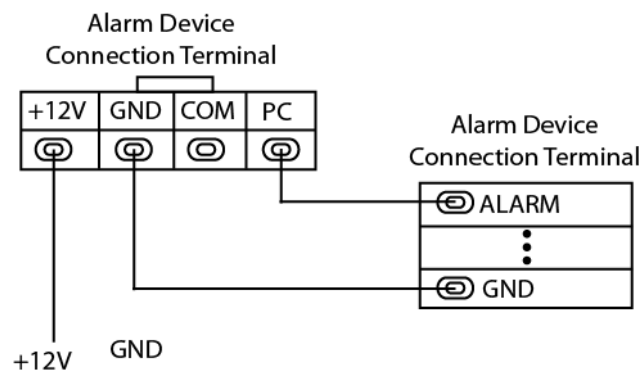 Alarm Device
Connection Terminal
+12V GND COM PC
Alarm Device
Connection Terminal
ALARM
GND
+12V GND